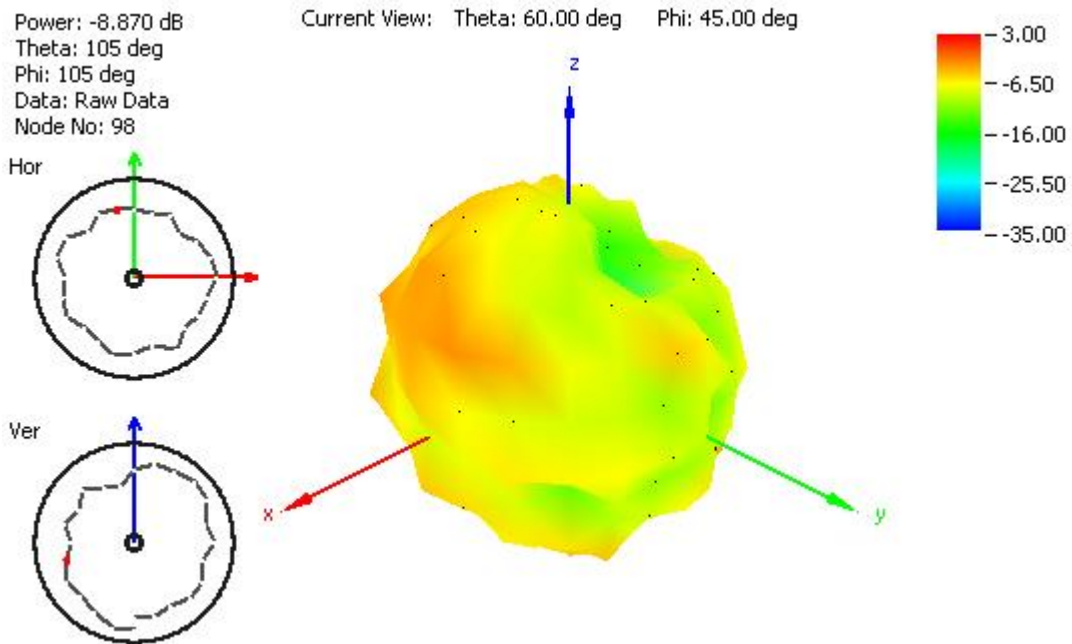 Power: -8.870 dB
Theta: 105 deg
Phi: 105 deg
Data: Raw Data
Node No: 98
Current View: Theta: 60.00 deg Phi: 45.00 deg
3.00
-6.50
-16.00
-25.50
-35.00
Hor
Ver
z
x
y